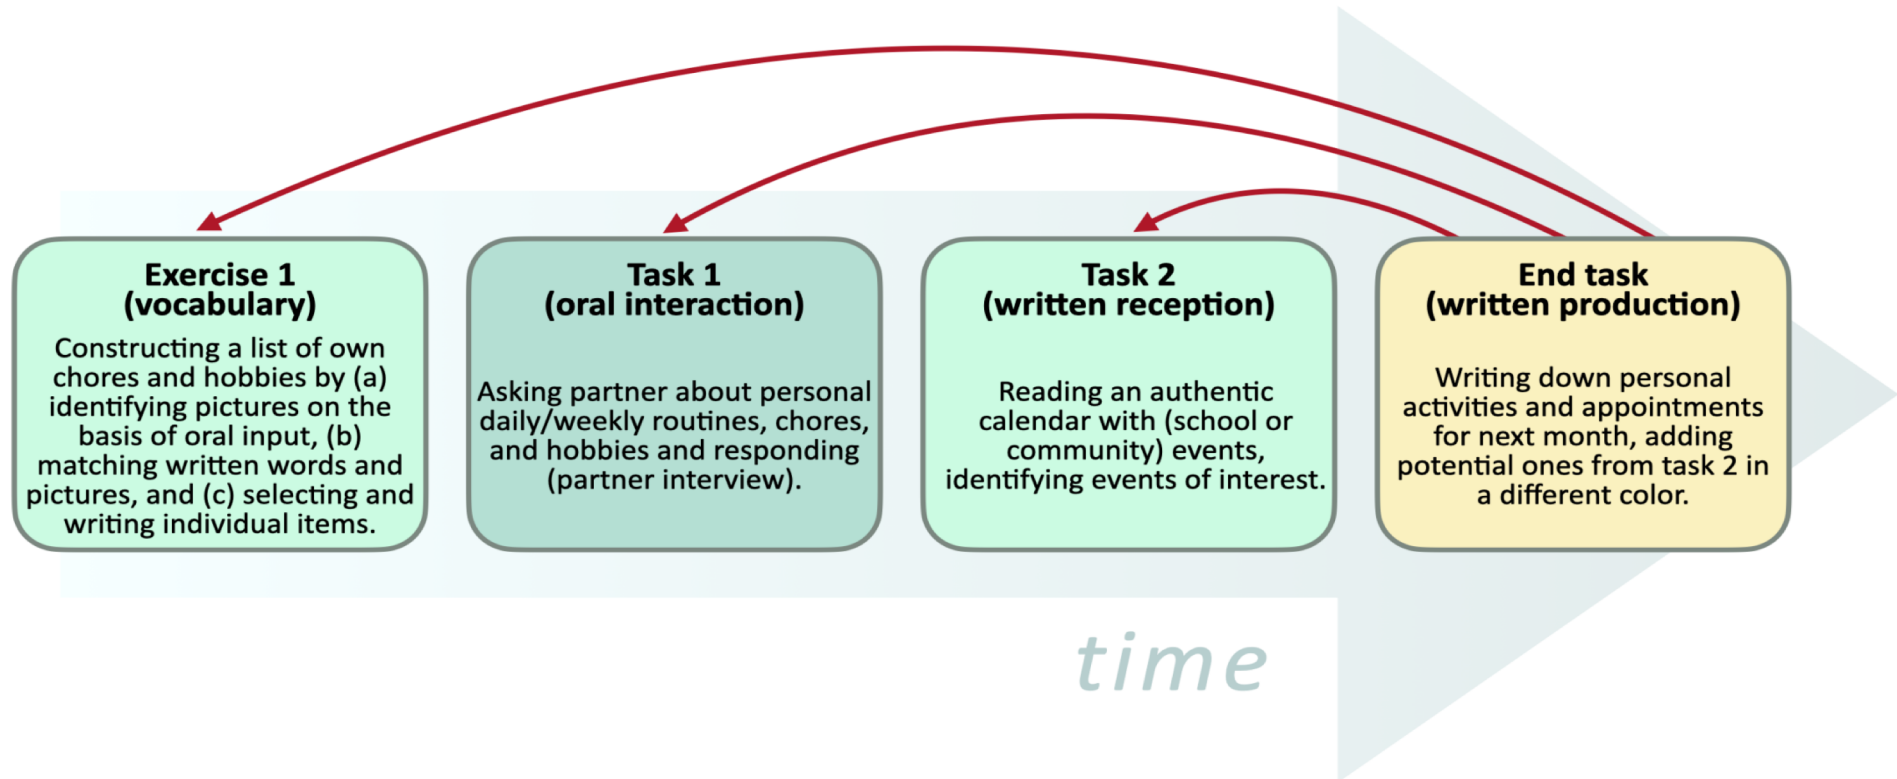 Exercise 1
(vocabulary)
Constructing a list of own
chores and hobbies by (a)
identifying pictures on the
basis of oral input, (b)
matching written words and
pictures, and (c) selecting and
writing individual items.
Task 1
(oral interaction)
Asking partner about personal
daily/weekly routines, chores,
and hobbies and responding
(partner interview).
Task 2
(written reception)
Reading an authentic
calendar with (school or
community) events,
identifying events of interest.
End task
(written production)
Writing down personal
activities and appointments
for next month, adding
potential ones from task 2 in
a different color.
time